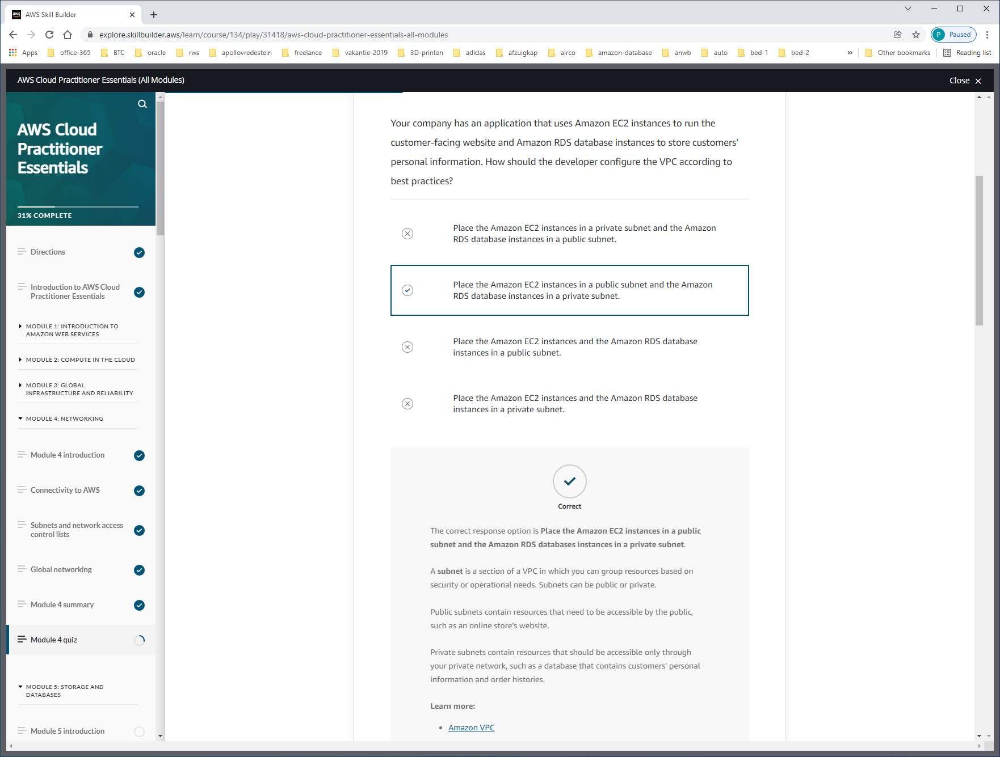 aws
AWS Skill Builder
explore.skillbuilder.aws/learn/course/134/play/31418/aws-cloud-practitioner-essentials-all-modules
P Paused
Apps office-365 BTC oracle rws apollovredestein freelance vakantie-2019 3D-printen adidas afzuigkap airco amazon-database anwb auto bed-1 bed-2 » Other bookmarks Reading list
AWS Cloud Practitioner Essentials (All Modules)
Close
AWS Cloud
Practitioner
Essentials
31% COMPLETE
Directions
Introduction to AWS Cloud
Practitioner Essentials
MODULE 1: INTRODUCTION TO
AMAZON WEB SERVICES
MODULE 2: COMPUTE IN THE CLOUD
MODULE 3: GLOBAL
INFRASTRUCTURE AND RELIABILITY
MODULE 4: NETWORKING
Module 4 introduction
Connectivity to AWS
Subnets and network access
control lists
Global networking
Module 4 summary
Module 4 quiz
MODULE 5: STORAGE AND
DATABASES
Module 5 introduction
Your company has an application that uses Amazon EC2 instances to run the
customer-facing website and Amazon RDS database instances to store customers’
personal information. How should the developer configure the VPC according to
best practices?
Place the Amazon EC2 instances in a private subnet and the Amazon
RDS database instances in a public subnet.
Place the Amazon EC2 instances in a public subnet and the Amazon
RDS database instances in a private subnet.
Place the Amazon EC2 instances and the Amazon RDS database
instances in a public subnet.
Place the Amazon EC2 instances and the Amazon RDS database
instances in a private subnet.
Correct
The correct response option is Place the Amazon EC2 instances in a public
subnet and the Amazon RDS databases instances in a private subnet.
A subnet is a section of a VPC in which you can group resources based on
security or operational needs. Subnets can be public or private.
Public subnets contain resources that need to be accessible by the public,
such as an online store’s website.
Private subnets contain resources that should be accessible only through
your private network, such as a database that contains customers’ personal
information and order histories.
Learn more:
• Amazon VPC